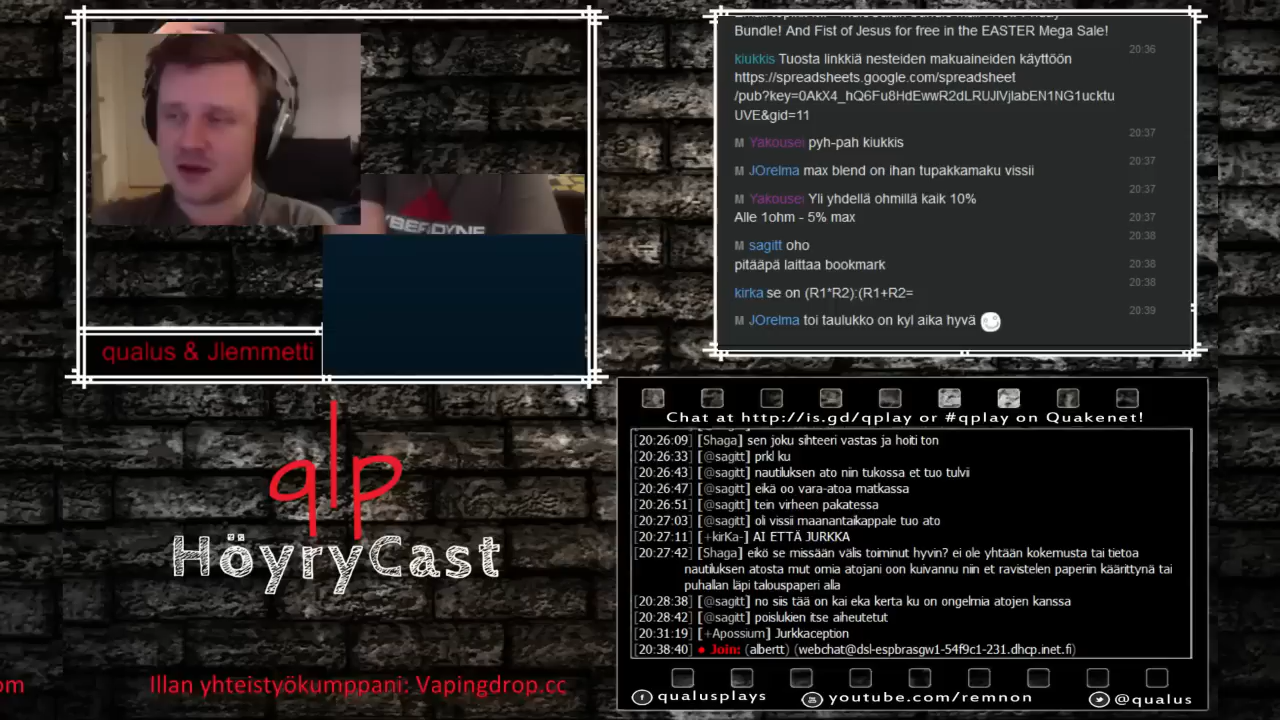 Bundle! And Fist of Jesus for free in the EASTER Mega Sale!
20:36
kiukkis Tuosta linkkiä nesteiden makuaineiden käyttöön
https://spreadsheets.google.com/spreadsheet
/pub?key=0AkX4_hQ6Fu8HdEwwR2dLRUJlVjlabEN1NG1ucktu
UVE&gid=11
20:37
M Yakousei pyh-pah kiukkis
20:37
M JOrelma max blend on ihan tupakkamaku vissii
20:37
M Yakousei Yli yhdellä ohmillä kaik 10%
Alle 1ohm - 5% max 20:37
20:38
M sagitt oho
pitääpä laittaa bookmark 20:38
20:38
kirka se on (R1*R2):(R1+R2=
20:39
M JOrelma toi taulukko on kyl aika hyvä
YBERDYNE
qualus & Jlemmetti
qlp
HöyryCast
om
Illan yhteistyökumppani: Vapingdrop.cc
Chat at http://is.gd/qplay or #qplay on Quakenet!
[20:26:09] [Shaga] sen joku sihteeri vastas ja hoiti ton
[20:26:33] [@sagitt] prkl ku
[20:26:43] [@sagitt] nautiluksen ato nin tukossa et tuo tulvii
[20:26:47] [@sagitt] eikä oo vara-atoa matkassa
[20:26:51] [@sagitt] tein virheen pakatessa
[20:27:03] [@sagitt] oli vissii maanantaikappale tuo ato
[20:27:11] [+kirKa-] AI ETTÄ JURKKA
[20:27:42] [Shaga] eikö se missään välis toiminut hyvin? ei ole yhtään kokemusta tai tietoa
nautiluksen atosta mut omia atojani oon kuivannu niin et ravistelen paperiin käärittynä tai
puhallan läpi talouspaperi alla
[20:28:38] [@sagitt] no siis tää on kai eka kerta ku on ongelmia atojen kanssa
[20:28:42] [@sagitt] poislukien itse aiheutetut
[20:31:19] [+Apossium] Jurkkaception
[20:38:40] ● Join: (albertt) (webchat@dsl-espbrasgw1-54f9c1-231.dhcp.inet.fi)
qualusplays
youtube.com/remnon
@qualus